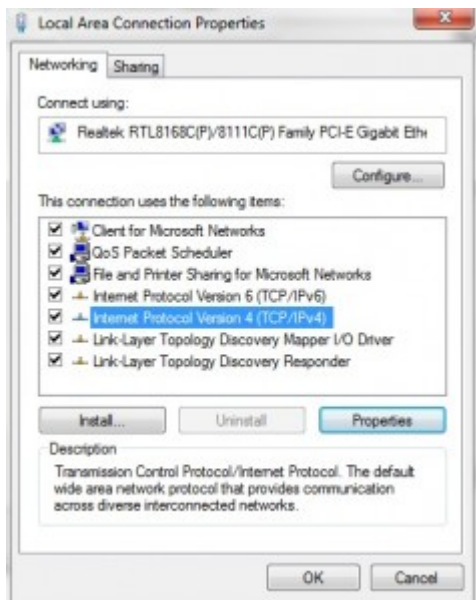 Local Area Connection Properties
Networking
Sharing
Connect using:
Realtek RTL8168C(P)/8111C(P) Family PCI-E Gigabit Ethe
Configure...
This connection uses the following items:
Client for Microsoft Networks
QoS Packet Scheduler
File and Printer Sharing for Microsoft Networks
Internet Protocol Version 6 (TCP/IPv6)
Internet Protocol Version 4 (TCP/IPv4)
Link-Layer Topology Discovery Mapper I/O Driver
Link-Layer Topology Discovery Responder
Install...
Uninstall
Properties
Description
Transmission Control Protocol/Internet Protocol. The default
wide area network protocol that provides communication
across diverse interconnected networks.
OK
Cancel